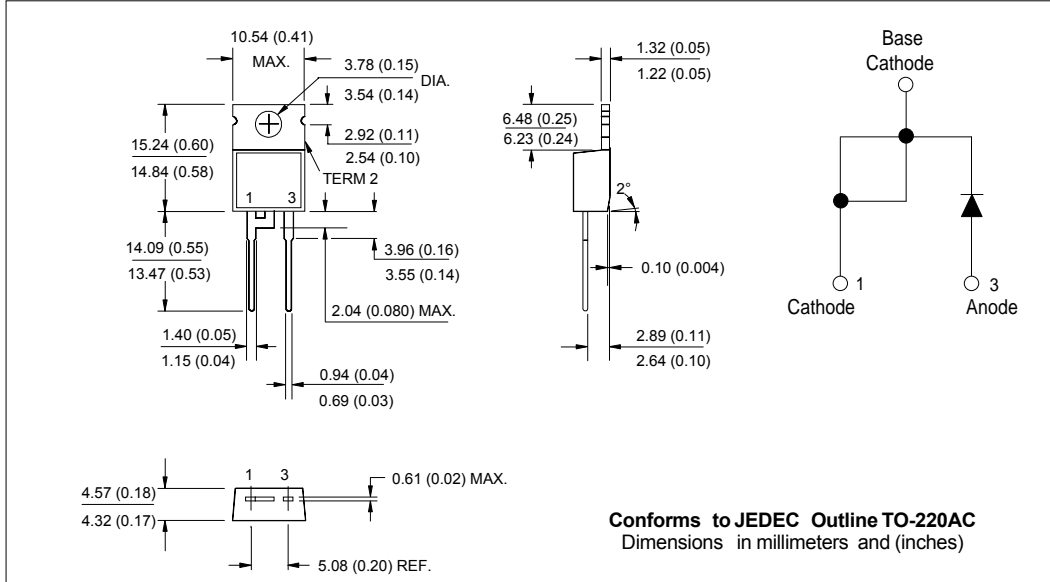 10.54 (0.41)
MAX.
3.78 (0.15)
3.54 (0.14)
DIA.
2.92 (0.11)
2.54 (0.10)
TERM 2
15.24 (0.60)
14.84 (0.58)
1 3
14.09 (0.55)
13.47 (0.53)
3.96 (0.16)
3.55 (0.14)
2.04 (0.080) MAX.
1.40 (0.05)
1.15 (0.04)
0.94 (0.04)
0.69 (0.03)
1.32 (0.05)
1.22 (0.05)
6.48 (0.25)
6.23 (0.24)
2°
0.10 (0.004)
2.89 (0.11)
2.64 (0.10)
Base
Cathode
1
Cathode
3
Anode
1 3
4.57 (0.18)
4.32 (0.17)
0.61 (0.02) MAX.
5.08 (0.20) REF.
Conforms to JEDEC Outline TO-220AC
Dimensions in millimeters and (inches)